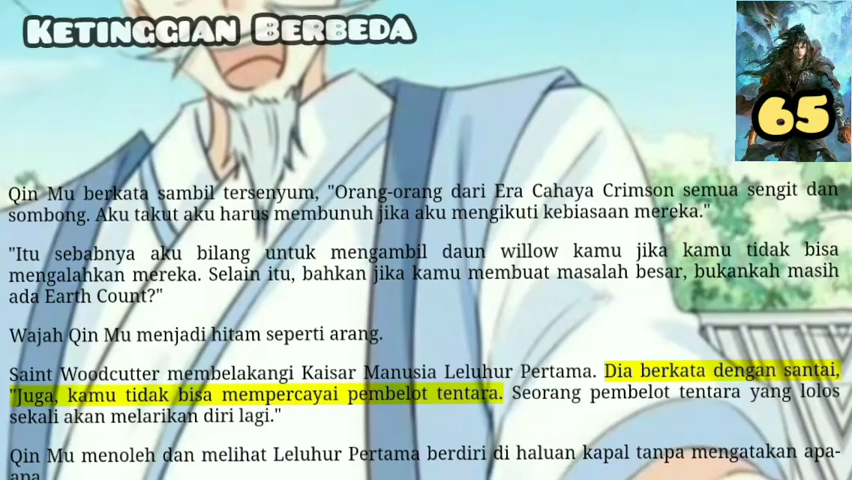 Ketinggian Berbeda
65
Qin Mu berkata sambil tersenyum, "Orang-orang dari Era Cahaya Crimson semua sengit dan
sombong. Aku takut aku harus membunuh jika aku mengikuti kebiasaan mereka."
"Itu sebabnya aku bilang untuk mengambil daun willow kamu jika kamu tidak bisa
mengalahkan mereka. Selain itu, bahkan jika kamu membuat masalah besar, bukankah masih
ada Earth Count?"
Wajah Qin Mu menjadi hitam seperti arang.
Saint Woodcutter membelakangi Kaisar Manusia Leluhur Pertama. Dia berkata dengan santai,
"Juga, kamu tidak bisa mempercayai pembelot tentara. Seorang pembelot tentara yang lolos
sekali akan melarikan diri lagi."
Qin Mu menoleh dan melihat Leluhur Pertama berdiri di haluan kapal tanpa mengatakan apa-
apa.